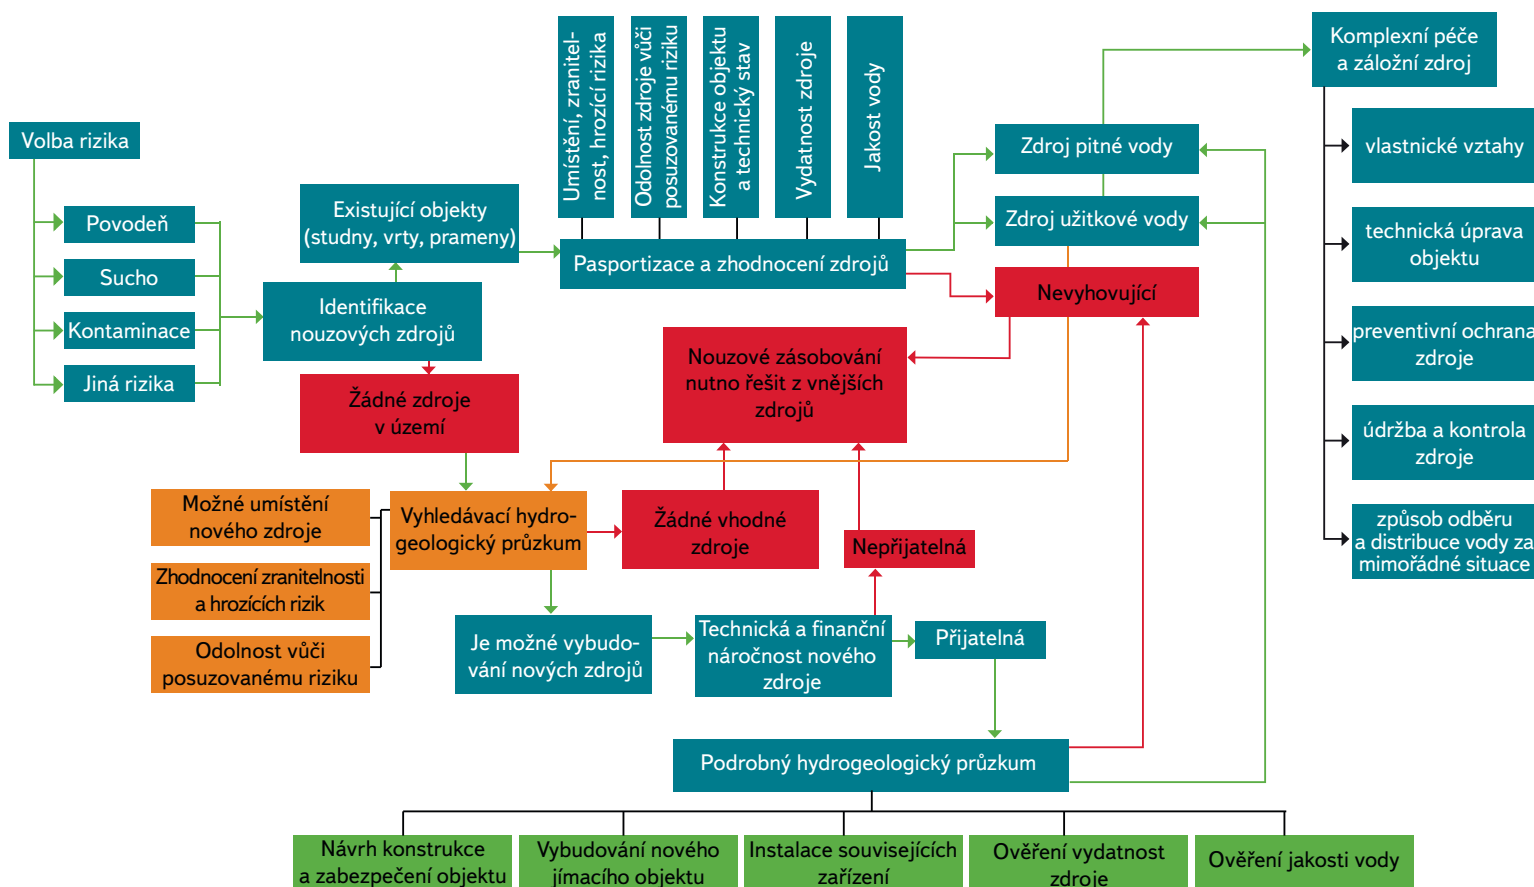 Volba rizika
Povodeň
Sucho
Kontaminace
Jiná rizika
Identifikace
nouzových zdrojů
Existující objekty
(studny, vrty, prameny)
Žádné zdroje
v území
Umístění, zranitel-
nost, hrozící rizika
Odolnost zdroje vůči
posuzovanému riziku
Konstrukce objektu
a technický stav
Vydatnost zdroje
Jakost vody
Pasportizace a zhodnocení zdrojů
Zdroj pitné vody
Zdroj užitkové vody
Nevyhovující
Nouzové zásobování
nutno řešit z vnějších
zdrojů
Komplexní péče
a záložní zdroj
vlastnické vztahy
technická úprava
objektu
preventivní ochrana
zdroje
údržba a kontrola
zdroje
způsob odběru
a distribuce vody za
mimořádné situace
Možné umístění
nového zdroje
Zhodnocení zranitelnosti
a hrozících rizik
Odolnost vůči
posuzovanému riziku
Vyhledávací hydro-
geologický průzkum
Žádné vhodné
zdroje
Nepřijatelná
Je možné vybudo-
vání nových zdrojů
Technická a finanční
náročnost nového
zdroje
Přijatelná
Podrobný hydrogeologický průzkum
Návrh konstrukce
a zabezpečení objektu
Vybudování nového
jímacího objektu
Instalace souvisejících
zařízení
Ověření vydatnost
zdroje
Ověření jakosti vody